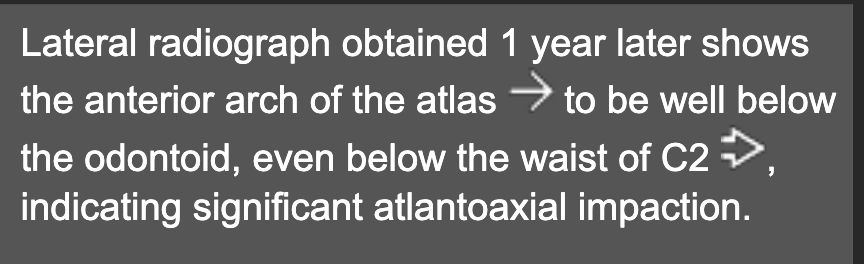 Lateral radiograph obtained 1 year later shows
the anterior arch of the atlas → to be well below
the odontoid, even below the waist of C2 ⇨,
indicating significant atlantoaxial impaction.